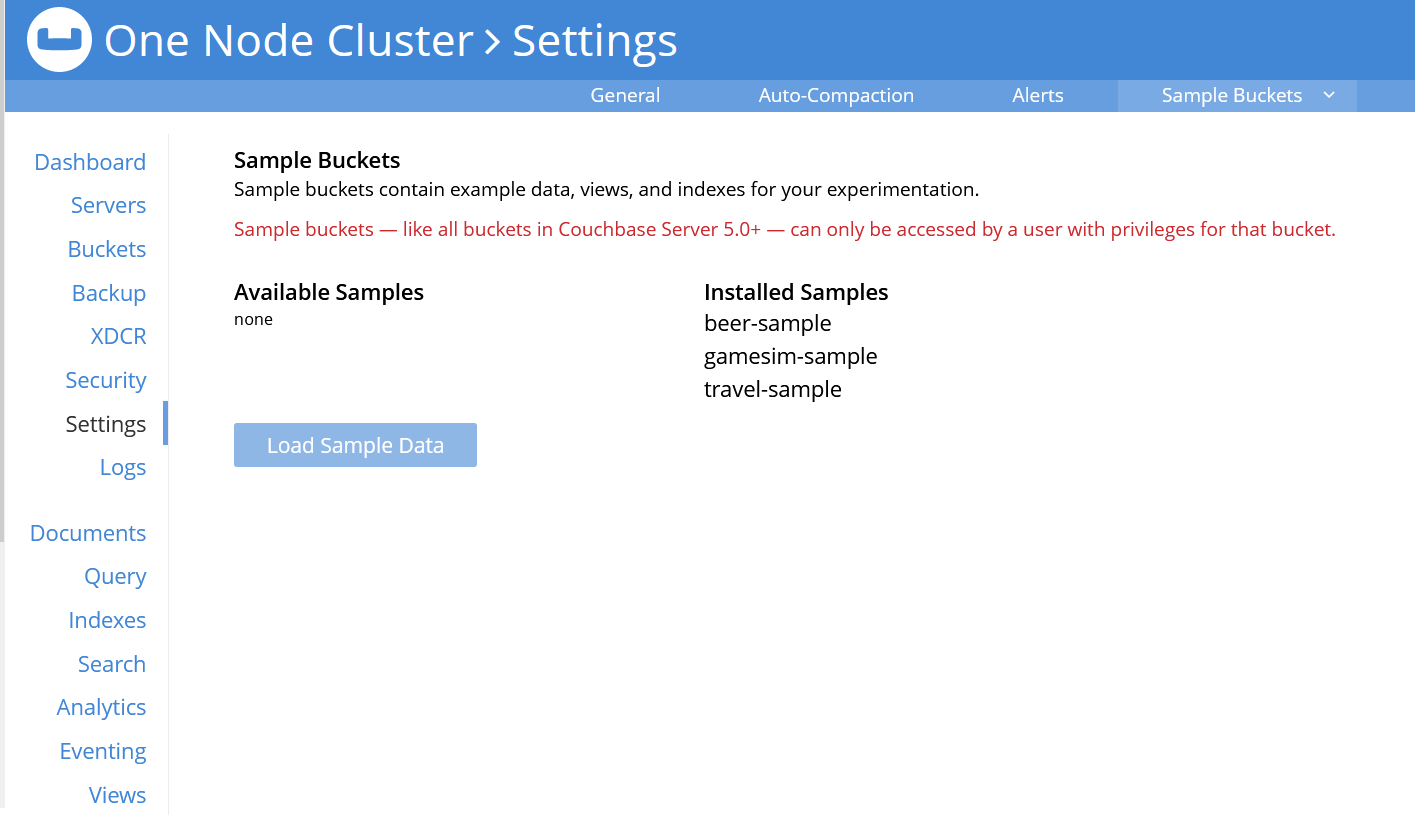 One Node Cluster > Settings
General Auto-Compaction Alerts Sample Buckets
Dashboard
Servers
Buckets
Backup
XDCR
Security
Settings
Logs
Documents
Query
Indexes
Search
Analytics
Eventing
Views
Sample Buckets
Sample buckets contain example data, views, and indexes for your experimentation.
Sample buckets — like all buckets in Couchbase Server 5.0+ — can only be accessed by a user with privileges for that bucket.
Available Samples
none
Installed Samples
beer-sample
gamesim-sample
travel-sample
Load Sample Data